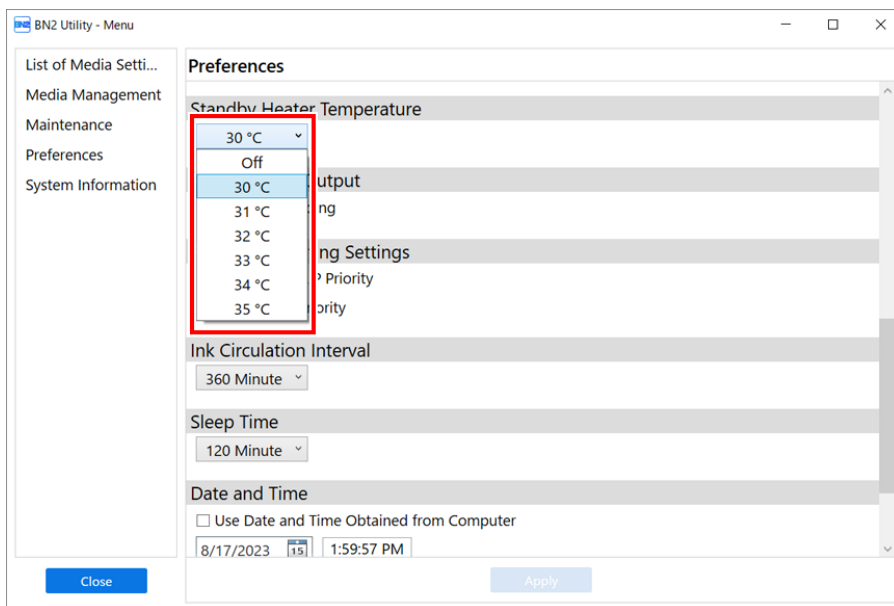 BN2 Utility - Menu
List of Media Setti...
Media Management
Maintenance
Preferences
System Information
Close
Preferences
Standby Heater Temperature
30 °C
Off
30 °C
31 °C
32 °C
33 °C
34 °C
35 °C
utput
ng
ng Settings
P Priority
ority
Ink Circulation Interval
360 Minute
Sleep Time
120 Minute
Date and Time
Use Date and Time Obtained from Computer
8/17/2023 15 1:59:57 PM
Apply